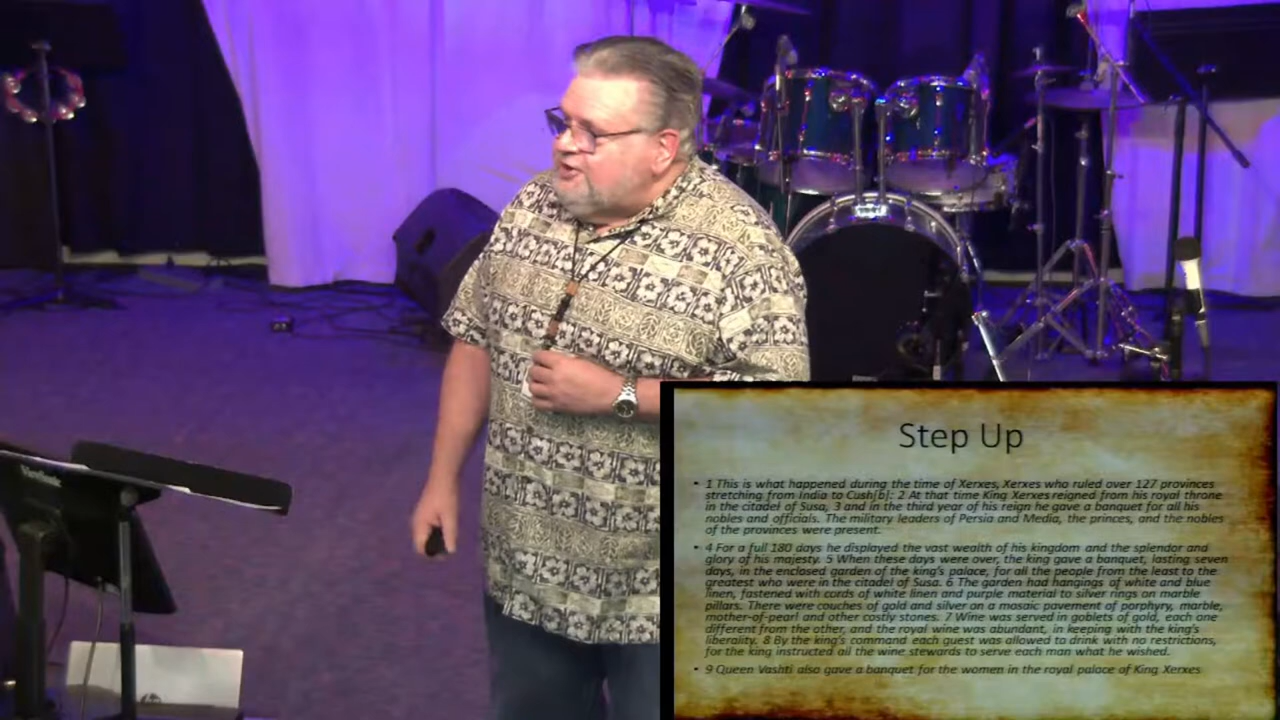 Step Up
• 1 This is what happened during the time of Xerxes, Xerxes who ruled over 127 provinces
stretching from India to Cush[b]: 2 At that time King Xerxes reigned from his royal throne
in the citadel of Susa, 3 and in the third year of his reign he gave a banquet for all his
nobles and officials. The military leaders of Persia and Media, the princes, and the nobles
of the provinces were present.
• 4 For a full 180 days he displayed the vast wealth of his kingdom and the splendor and
glory of his majesty. 5 When these days were over, the king gave a banquet, lasting seven
days, in the enclosed garden of the king's palace, for all the people from the least to the
greatest who were in the citadel of Susa. 6 The garden had hangings of white and blue
linen, fastened with cords of white linen and purple material to silver rings on marble
pillars. There were couches of gold and silver on a mosaic pavement of porphyry, marble,
mother-of-pearl and other costly stones. 7 Wine was served in goblets of gold, each one
different from the other, and the royal wine was abundant, in keeping with the king's
liberality. 8 By the king's command each guest was allowed to drink with no restrictions,
for the king instructed all the wine stewards to serve each man what he wished.
• 9 Queen Vashti also gave a banquet for the women in the royal palace of King Xerxes
ViewSonic